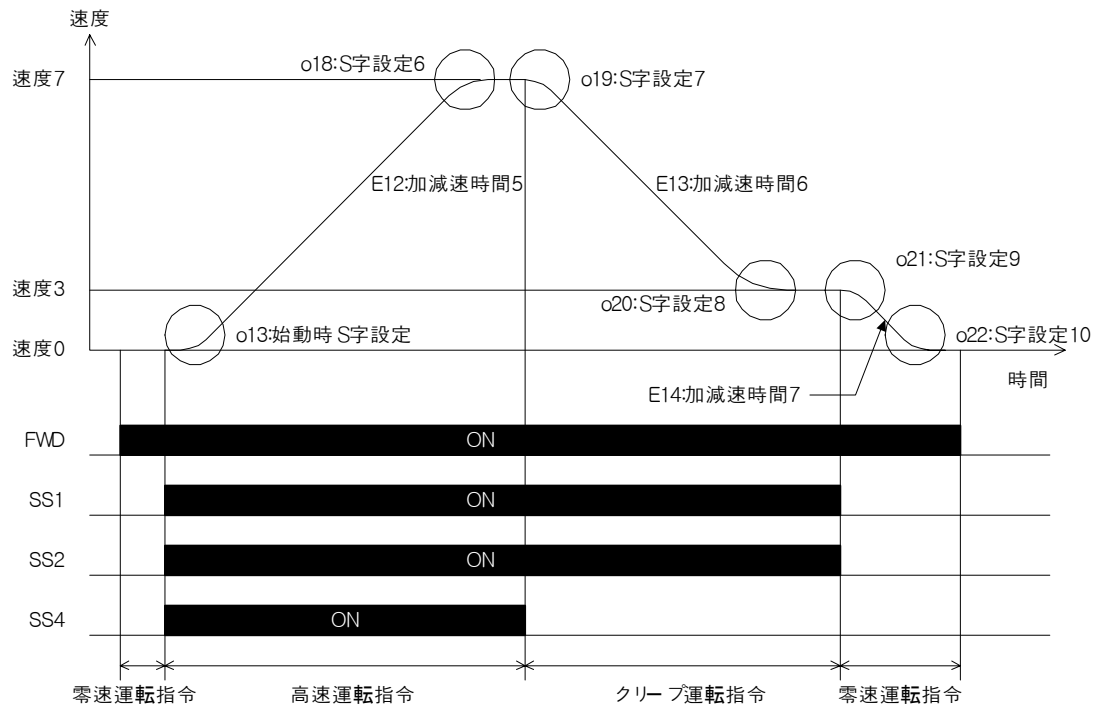 速度
速度7
o18:S字設定6
o19:S字設定7
E12:加減速時間5
E13:加減速時間6
速度3
o20:S字設定8
o21:S字設定9
o13:始動時 S字設定
速度0
o22:S字設定10
時間
E14:加減速時間7
FWD
ON
SS1
ON
SS2
ON
SS4
ON
零速運転指令
高速運転指令
クリープ運転指令
零速運転指令